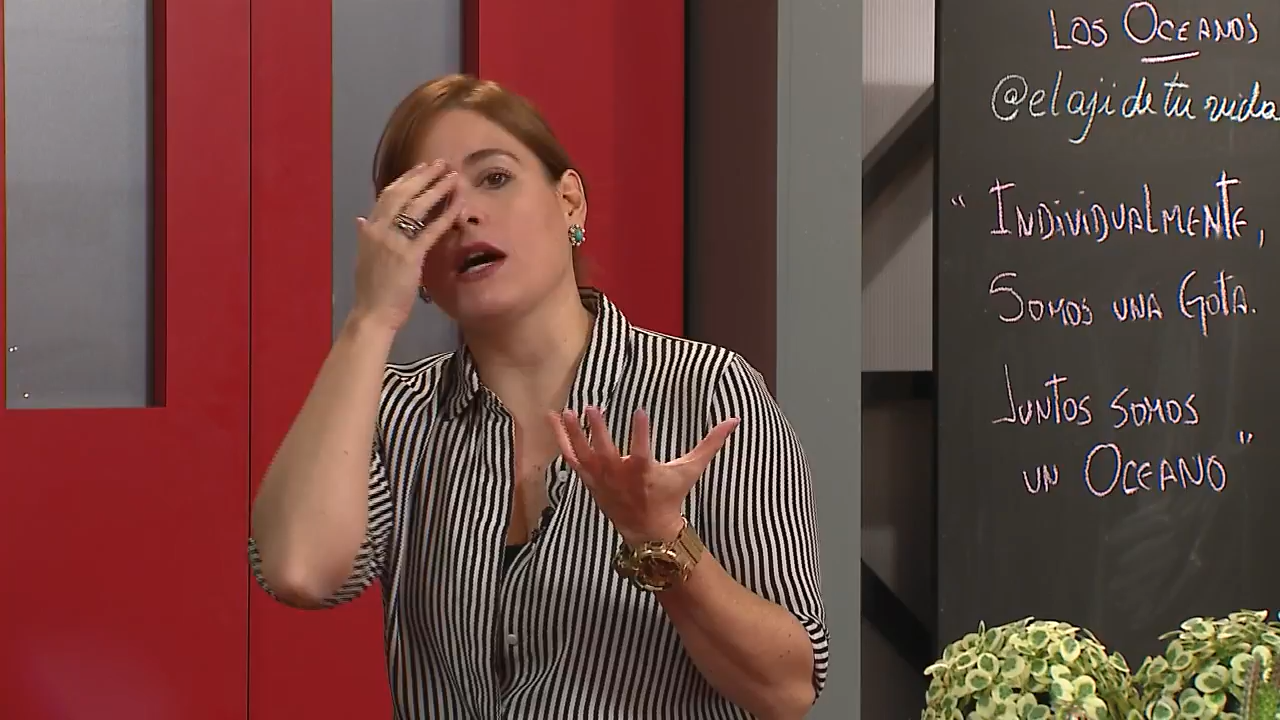 LOS OCEANOS
@elajidetuvida
"INDIVIDUALMENTE,
SOMOS UNA GOTA.
JUNTOS SOMOS
UN OCEANO"